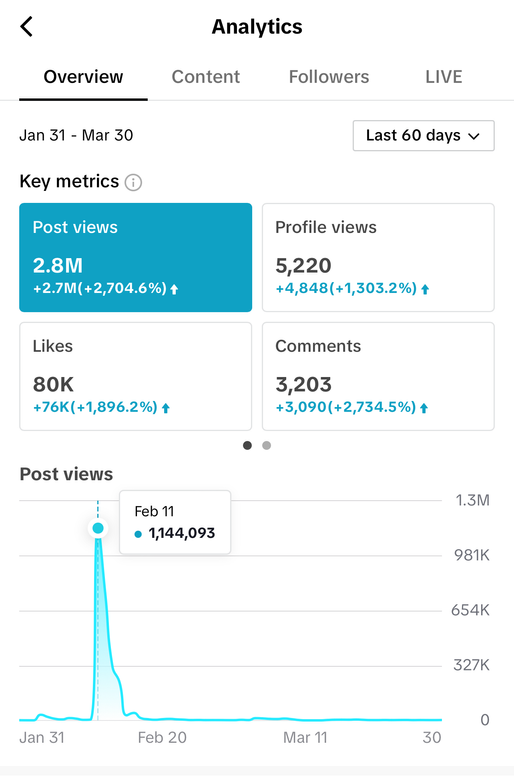 Analytics
Overview Content Followers LIVE
Jan 31 - Mar 30 Last 60 days
Key metrics
Post views
2.8M
+2.7M(+2,704.6%)
Profile views
5,220
+4,848(+1,303.2%)
Likes
80K
+76K(+1,896.2%)
Comments
3,203
+3,090(+2,734.5%)
Post views
1.3M
Feb 11
1,144,093
981K
654K
327K
0
Jan 31 Feb 20 Mar 11 30